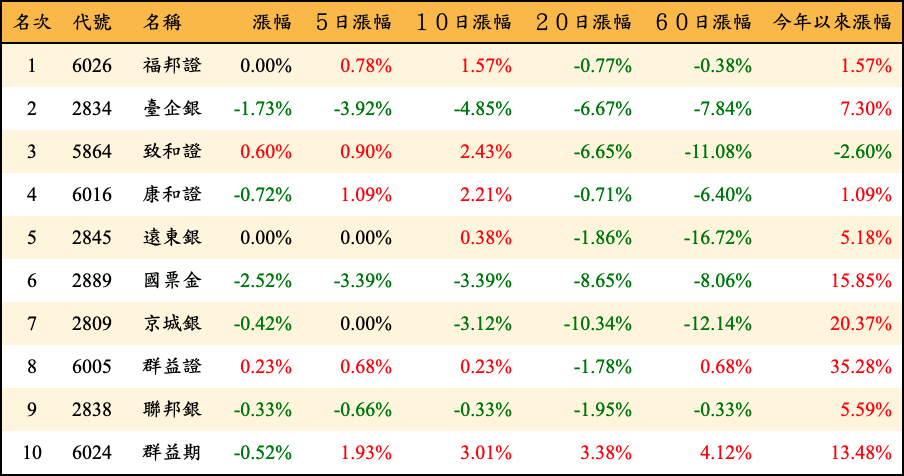 名次 代號 名稱 漲幅 5日漲幅 10日漲幅 20日漲幅 60日漲幅 今年以來漲幅
1 6026 福邦證 0.00% 0.78% 1.57% -0.77% -0.38% 1.57%
2 2834 臺企銀 -1.73% -3.92% -4.85% -6.67% -7.84% 7.30%
3 5864 致和證 0.60% 0.90% 2.43% -6.65% -11.08% -2.60%
4 6016 康和證 -0.72% 1.09% 2.21% -0.71% -6.40% 1.09%
5 2845 遠東銀 0.00% 0.00% 0.38% -1.86% -16.72% 5.18%
6 2889 國票金 -2.52% -3.39% -3.39% -8.65% -8.06% 15.85%
7 2809 京城銀 -0.42% 0.00% -3.12% -10.34% -12.14% 20.37%
8 6005 群益證 0.23% 0.68% 0.23% -1.78% 0.68% 35.28%
9 2838 聯邦銀 -0.33% -0.66% -0.33% -1.95% -0.33% 5.59%
10 6024 群益期 -0.52% 1.93% 3.01% 3.38% 4.12% 13.48%